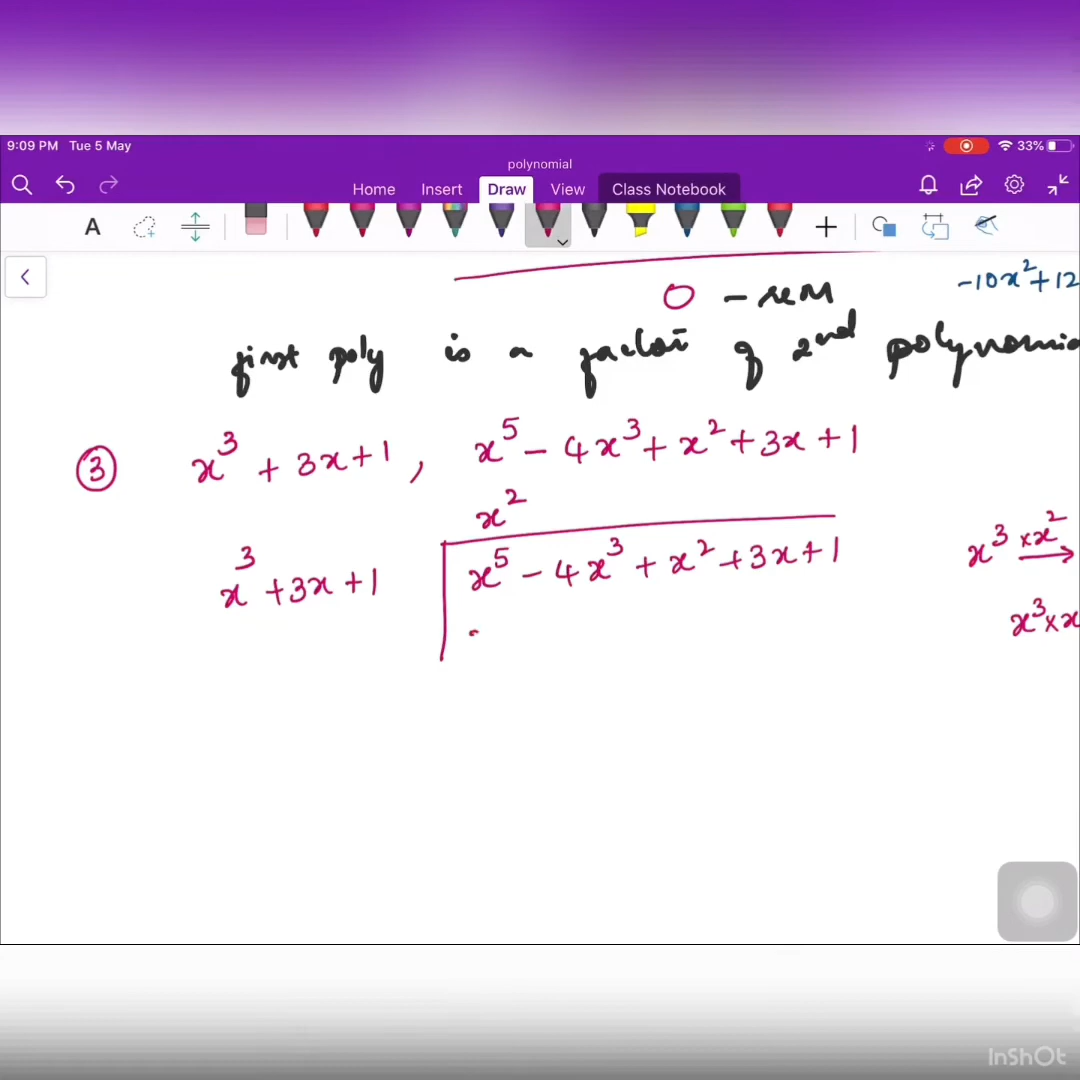 9:09 PM Tue 5 May 33%
polynomial
Home Insert Draw View Class Notebook
A
0 - rem
-10x²+12
first poly is a factor of 2nd polynomia
③ x³ + 3x+1, x⁵ - 4x³ + x² + 3x + 1
x²
x³ + 3x + 1 x⁵ - 4x³ + x² + 3x + 1
x³ ×x² →
x³×x
InShOt